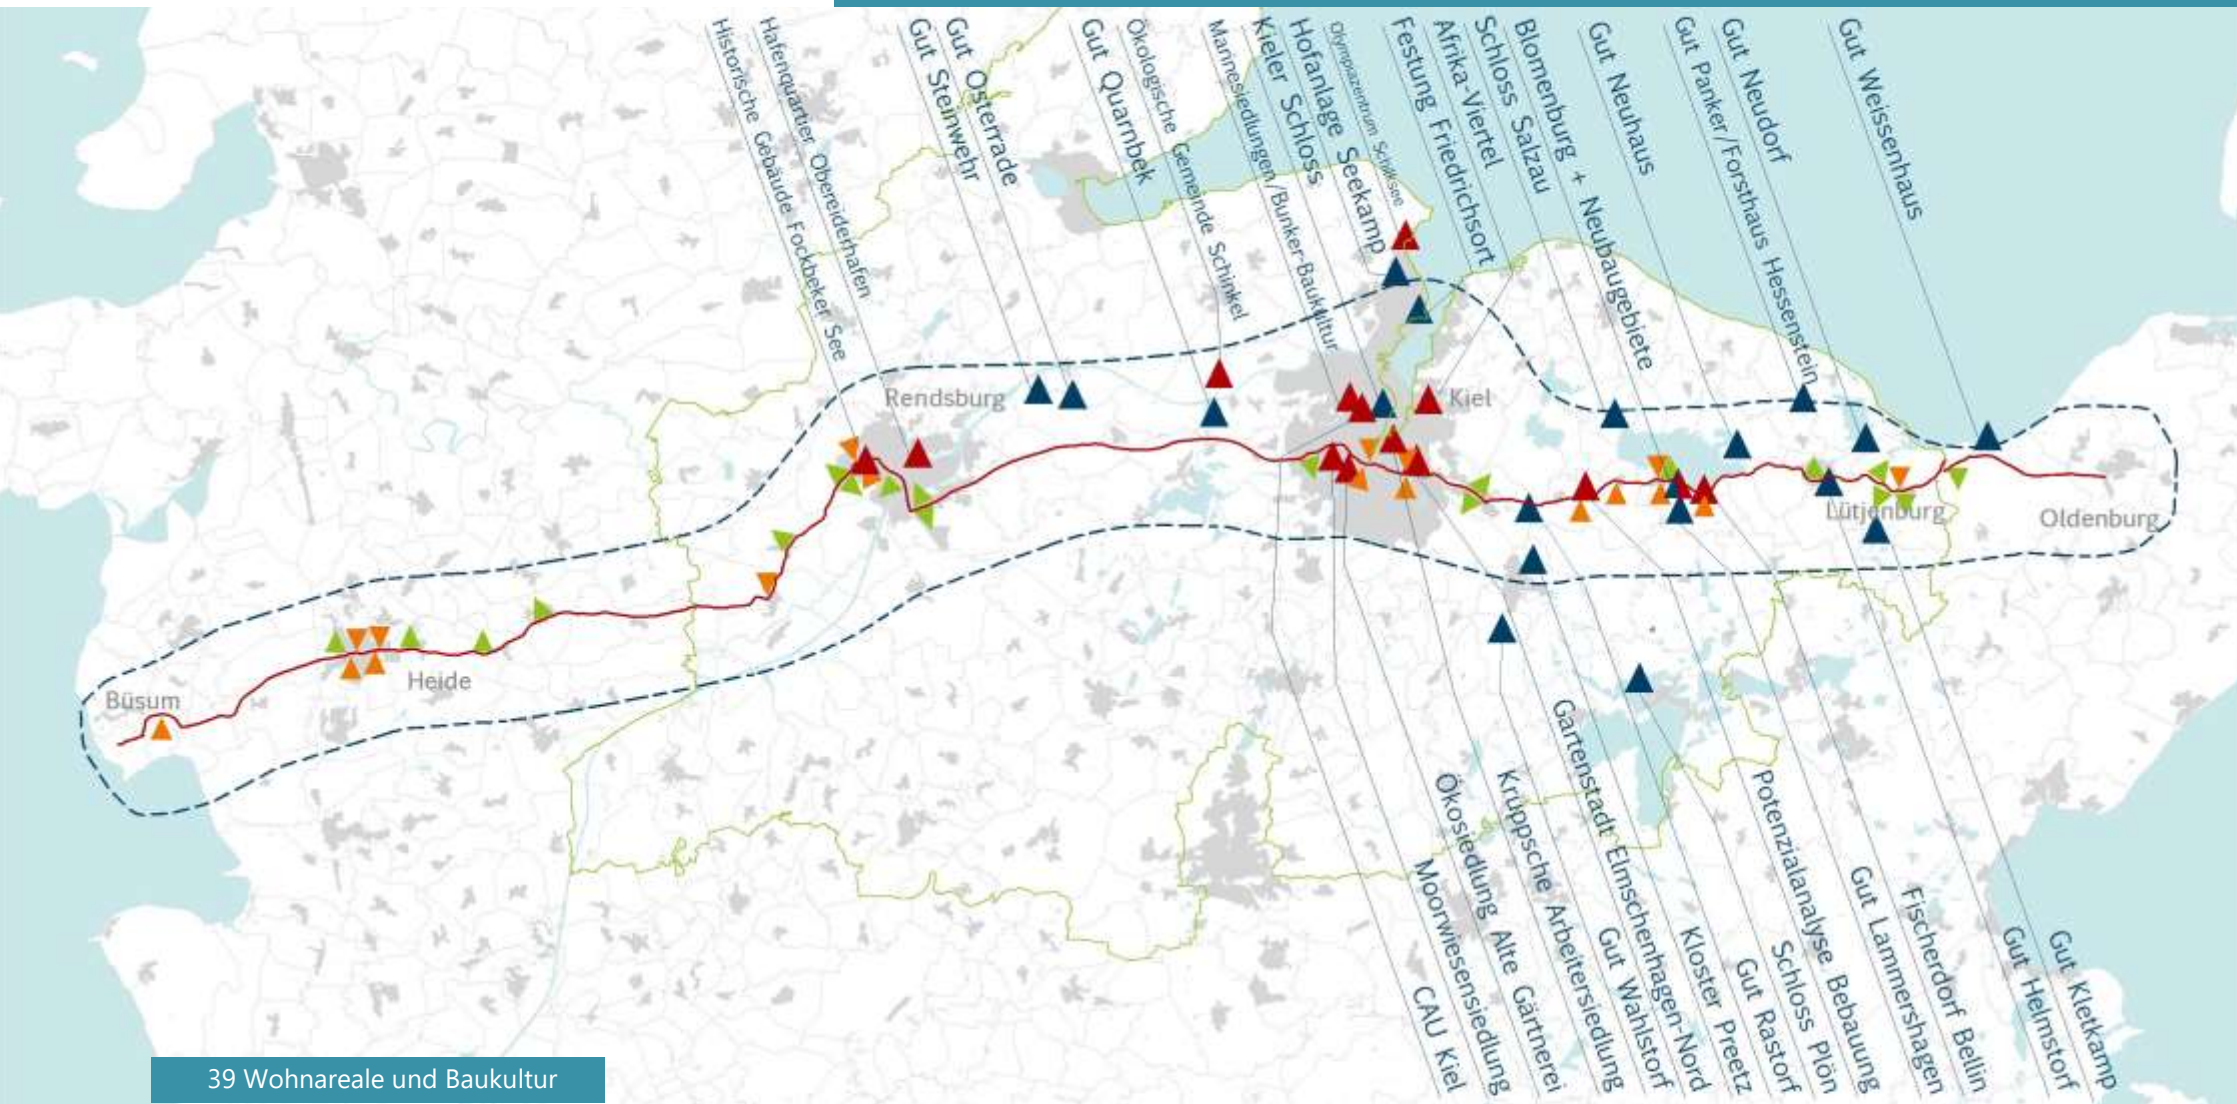 Historische Gebäude Fockbeker See
Hafenquartier Obereiderhafen
Gut Steinwehr
Gut Osterrade
Gut Quarnbek
Ökologische Gemeinde Schinkel
Marinesiedlungen/Bunker-Baukultur
Kieler Schloss
Hofanlage Seekamp
Olympiazentrum Schilksee
Festung Friedrichsort
Afrika Viertel
Schloss Salzau
Blomenburg + Neubaugebiete
Gut Neuhaus
Gut Panker/Forsthaus Hessenstein
Gut Neudorf
Gut Weissenhaus
Rendsburg
Kiel
Lütjenburg
Oldenburg
Büsum
Heide
CAU Kiel
Moorwiesensiedlung
Ökosiedlung Alte Gärtnerei
Kruppsche Arbeitersiedlung
Gut Wahlstorf
Gartenstadt Elmschenhagen-Nord
Kloster Preetz
Gut Rastorf
Schloss Plön
Potenzialanalyse Bebauung
Gut Lammershagen
Fischerdorf Bellin
Gut Helmstorf
Gut Kletkamp
39 Wohnareale und Baukultur